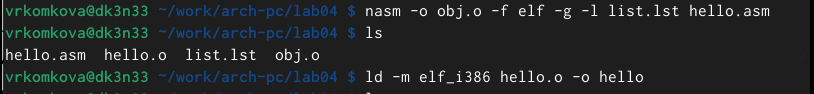 vrkomkova@dk3n33 ~/work/arch-pc/lab04 $ nasm -o obj.o -f elf -g -l list.lst hello.asm
vrkomkova@dk3n33 ~/work/arch-pc/lab04 $ ls
hello.asm  hello.o  list.lst  obj.o
vrkomkova@dk3n33 ~/work/arch-pc/lab04 $ ld -m elf_i386 hello.o -o hello